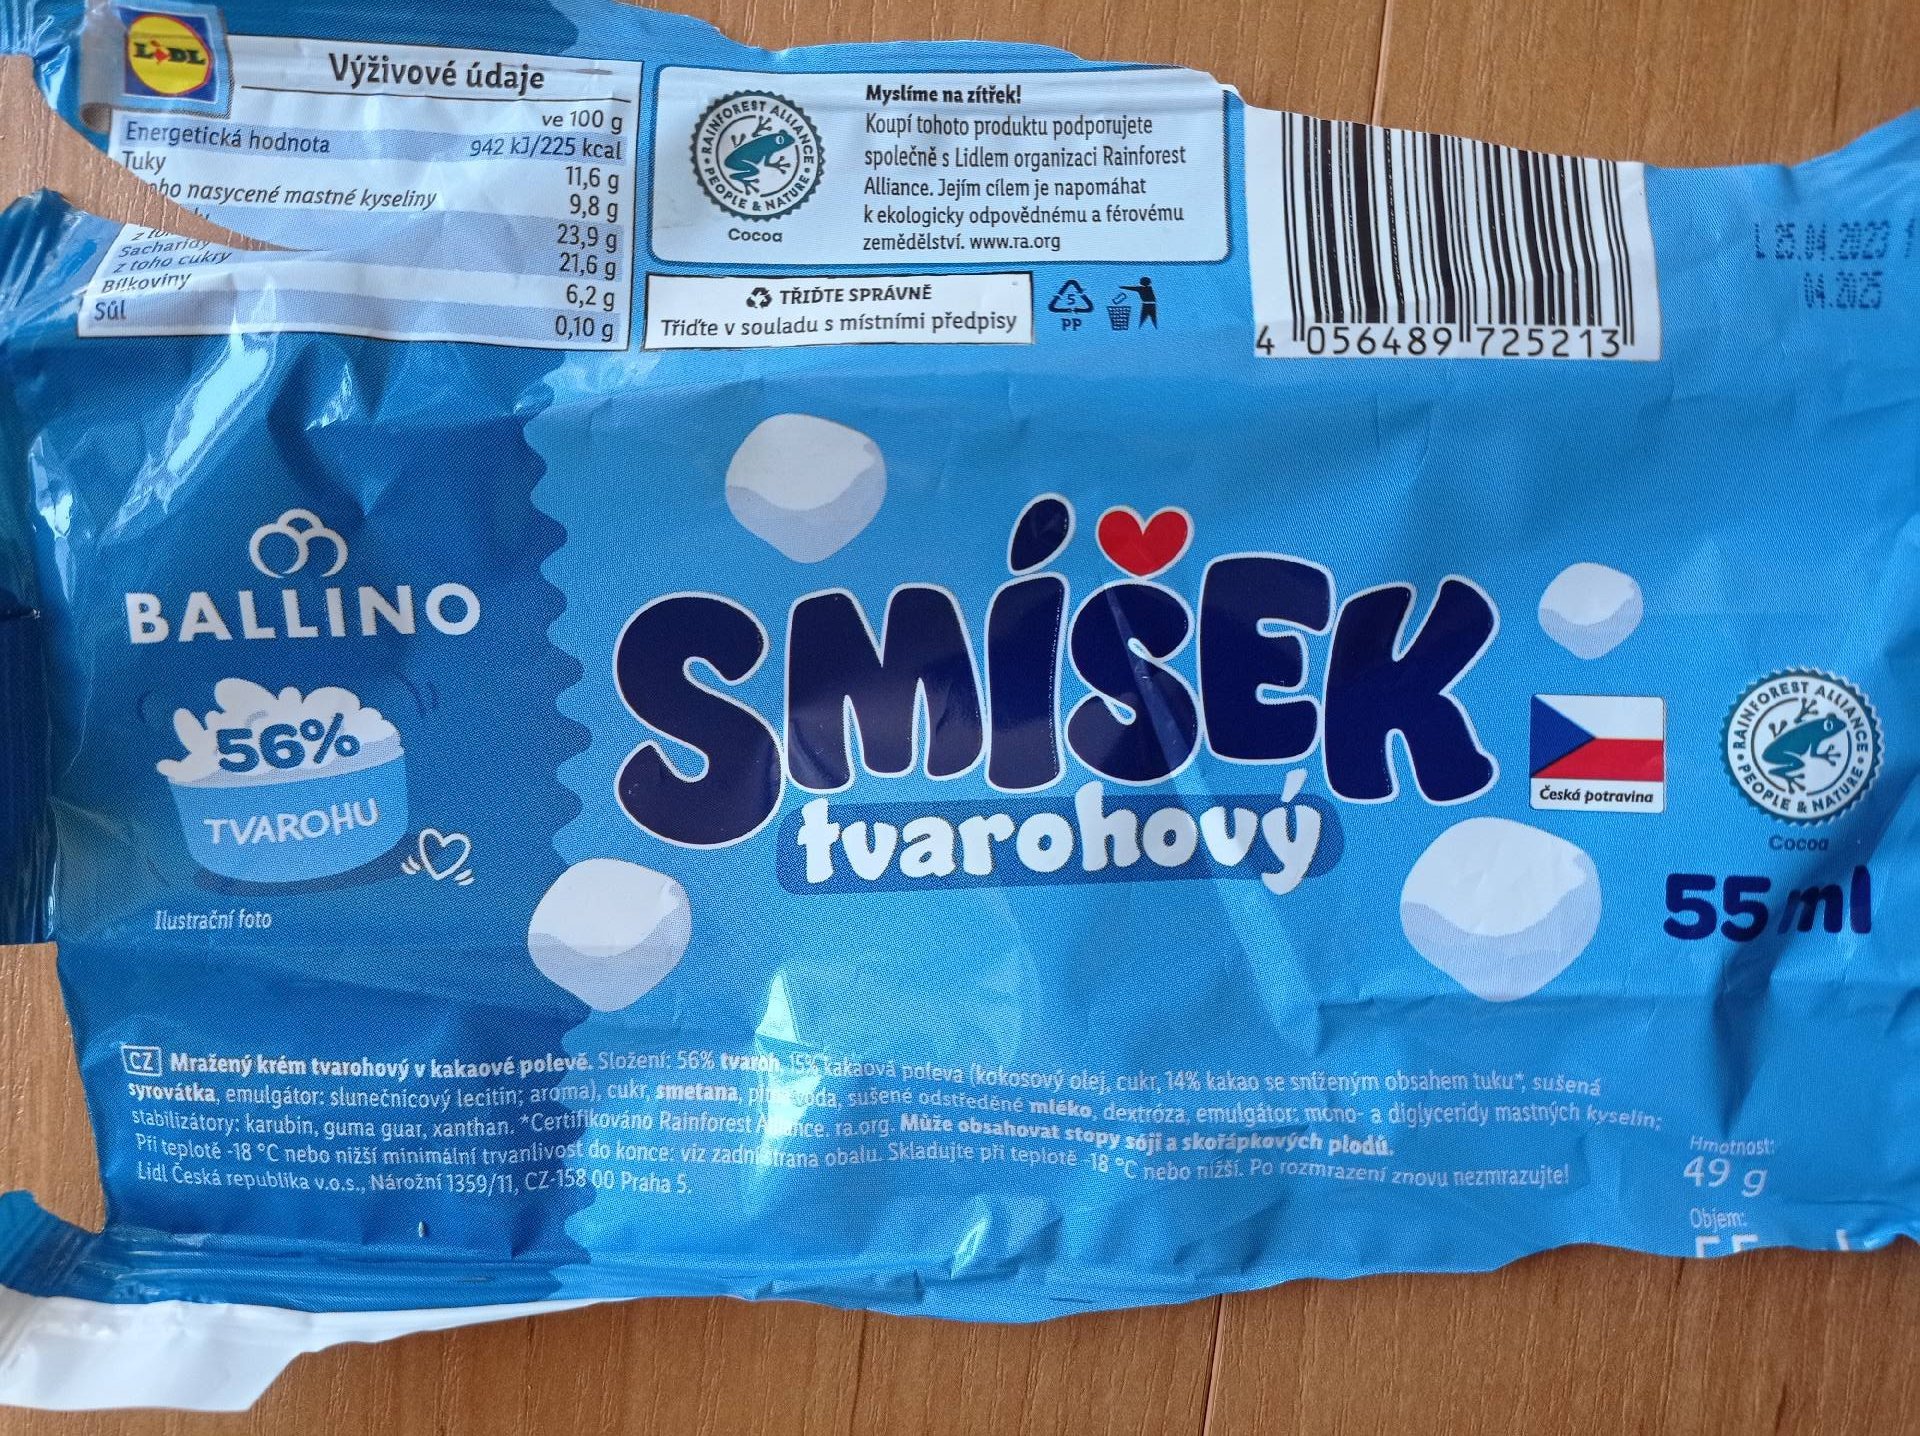 LIDL
Výživové údaje
ve 100 g
Energetická hodnota 942 kJ/225 kcal
Tuky 11,6 g
nasycené mastné kyseliny 9,8 g
Sacharidy 23,9 g
z toho cukry 21,6 g
Bílkoviny 6,2 g
Sůl 0,10 g
RAINFOREST ALLIANCE
PEOPLE & NATURE
Cocoa
Myslíme na zítřek!
Koupí tohoto produktu podporujete
společně s Lidlem organizaci Rainforest
Alliance. Jejím cílem je napomáhat
k ekologicky odpovědnému a férovému
zemědělství. www.ra.org
TŘIĎTE SPRÁVNĚ
Třiďte v souladu s místními předpisy
5
PP
4 056489 725213
L 25.04.2023
04.2025
BALLINO
56%
TVAROHU
Ilustrační foto
SMÍŠEK
tvarohový
Česká potravina
RAINFOREST ALLIANCE
PEOPLE & NATURE
Cocoa
55 ml
CZ Mražený krém tvarohový v kakaové polevě. Složení: 56% tvaroh, 15% kakaová poleva (kokosový olej, cukr, 14% kakao se sníženým obsahem tuku*, sušená
syrovátka, emulgátor: slunečnicový lecitin; aroma), cukr, smetana, voda, sušené odstředěné mléko, dextróza, emulgátor: mono- a diglyceridy mastných kyselin;
stabilizátory: karubin, guma guar, xanthan. *Certifikováno Rainforest Alliance. ra.org. Může obsahovat stopy sóji a skořápkových plodů.
Při teplotě -18 °C nebo nižší minimální trvanlivost do konce: viz zadní strana obalu. Skladujte při teplotě -18 °C nebo nižší. Po rozmrazení znovu nezmrazujte!
Lidl Česká republika v.o.s., Nárožní 1359/11, CZ-158 00 Praha 5.
Hmotnost:
49 g
Objem: